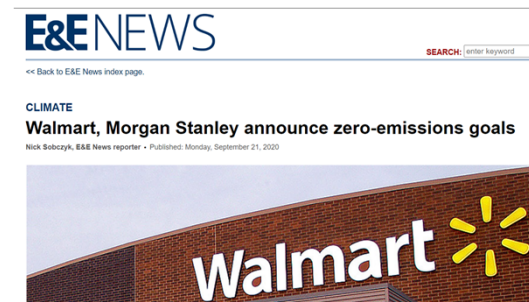 E&E NEWS
SEARCH: enter keyword
<< Back to E&E News index page.
CLIMATE
Walmart, Morgan Stanley announce zero-emissions goals
Nick Sobczyk, E&E News reporter • Published: Monday, September 21, 2020
Walmart